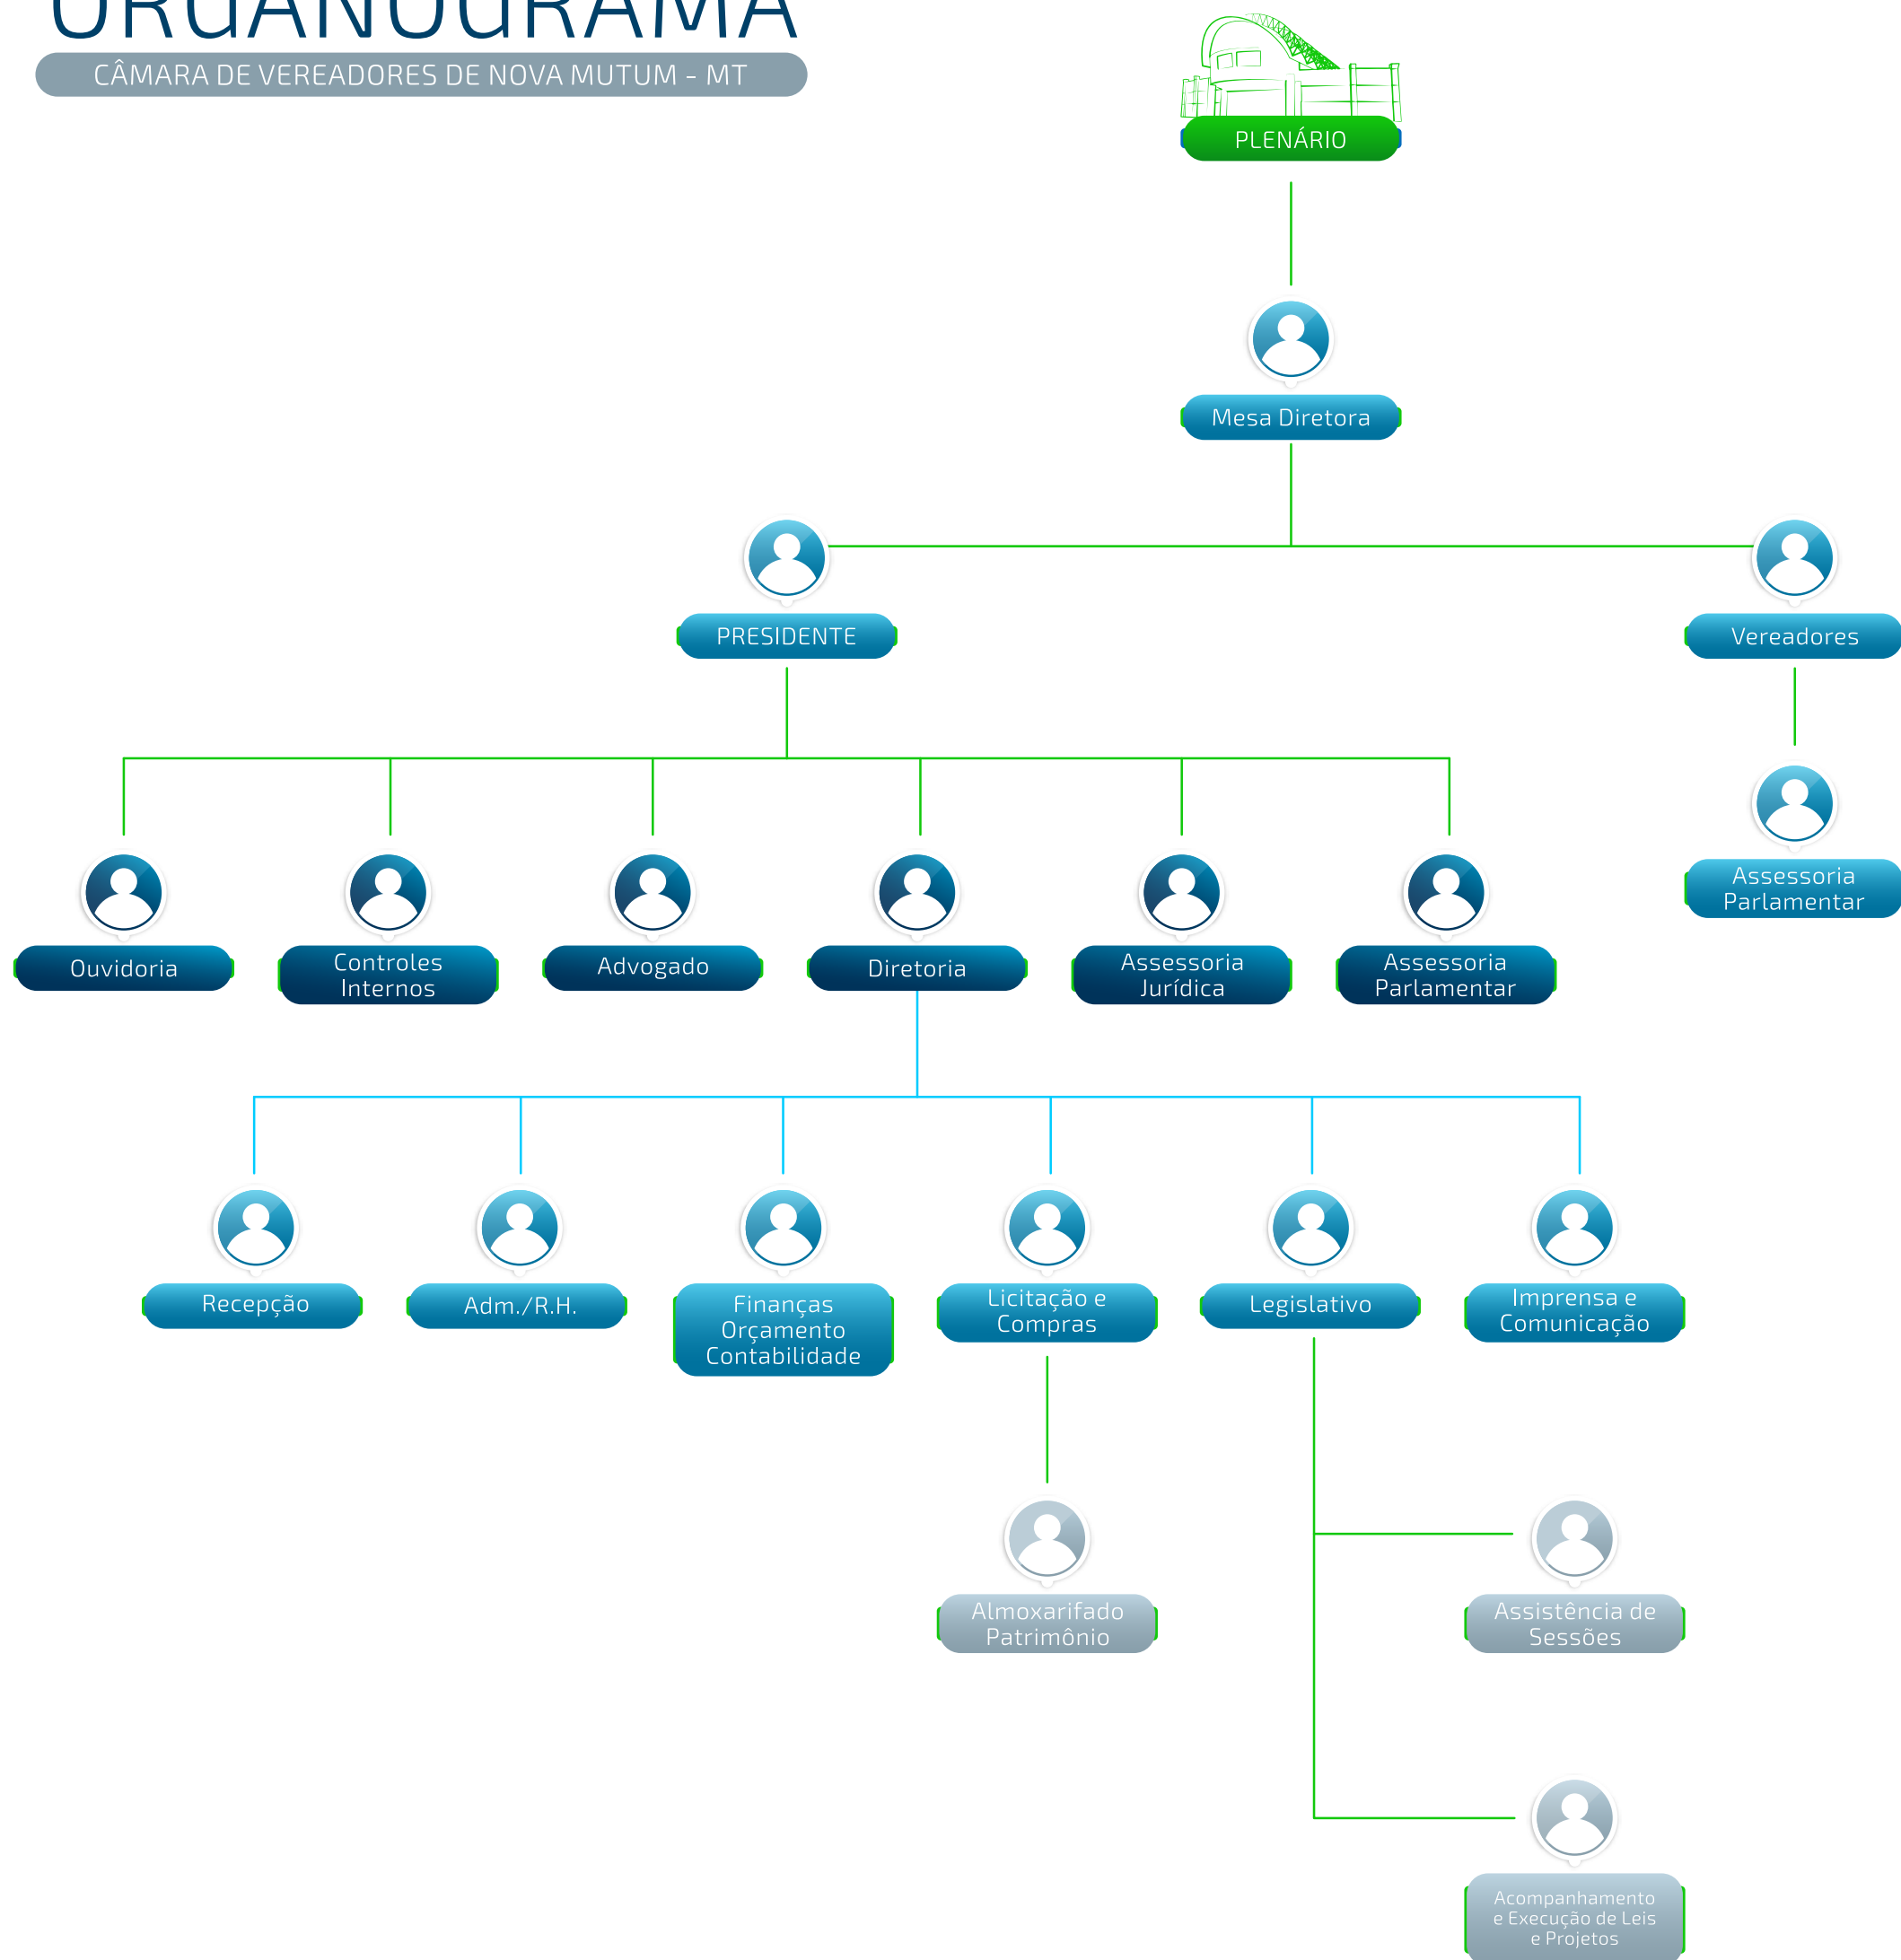 ORGANOGRAMA
CÂMARA DE VEREADORES DE NOVA MUTUM - MT
PLENÁRIO
Mesa Diretora
PRESIDENTE
Vereadores
Assessoria
Parlamentar
Ouvidoria
Controles
Internos
Advogado
Diretoria
Assessoria
Jurídica
Assessoria
Parlamentar
Recepção
Adm./R.H.
Finanças
Orçamento
Contabilidade
Licitação e
Compras
Legislativo
Imprensa e
Comunicação
Almoxarifado
Patrimônio
Assistência de
Sessões
Acompanhamento
e Execução de Leis
e Projetos